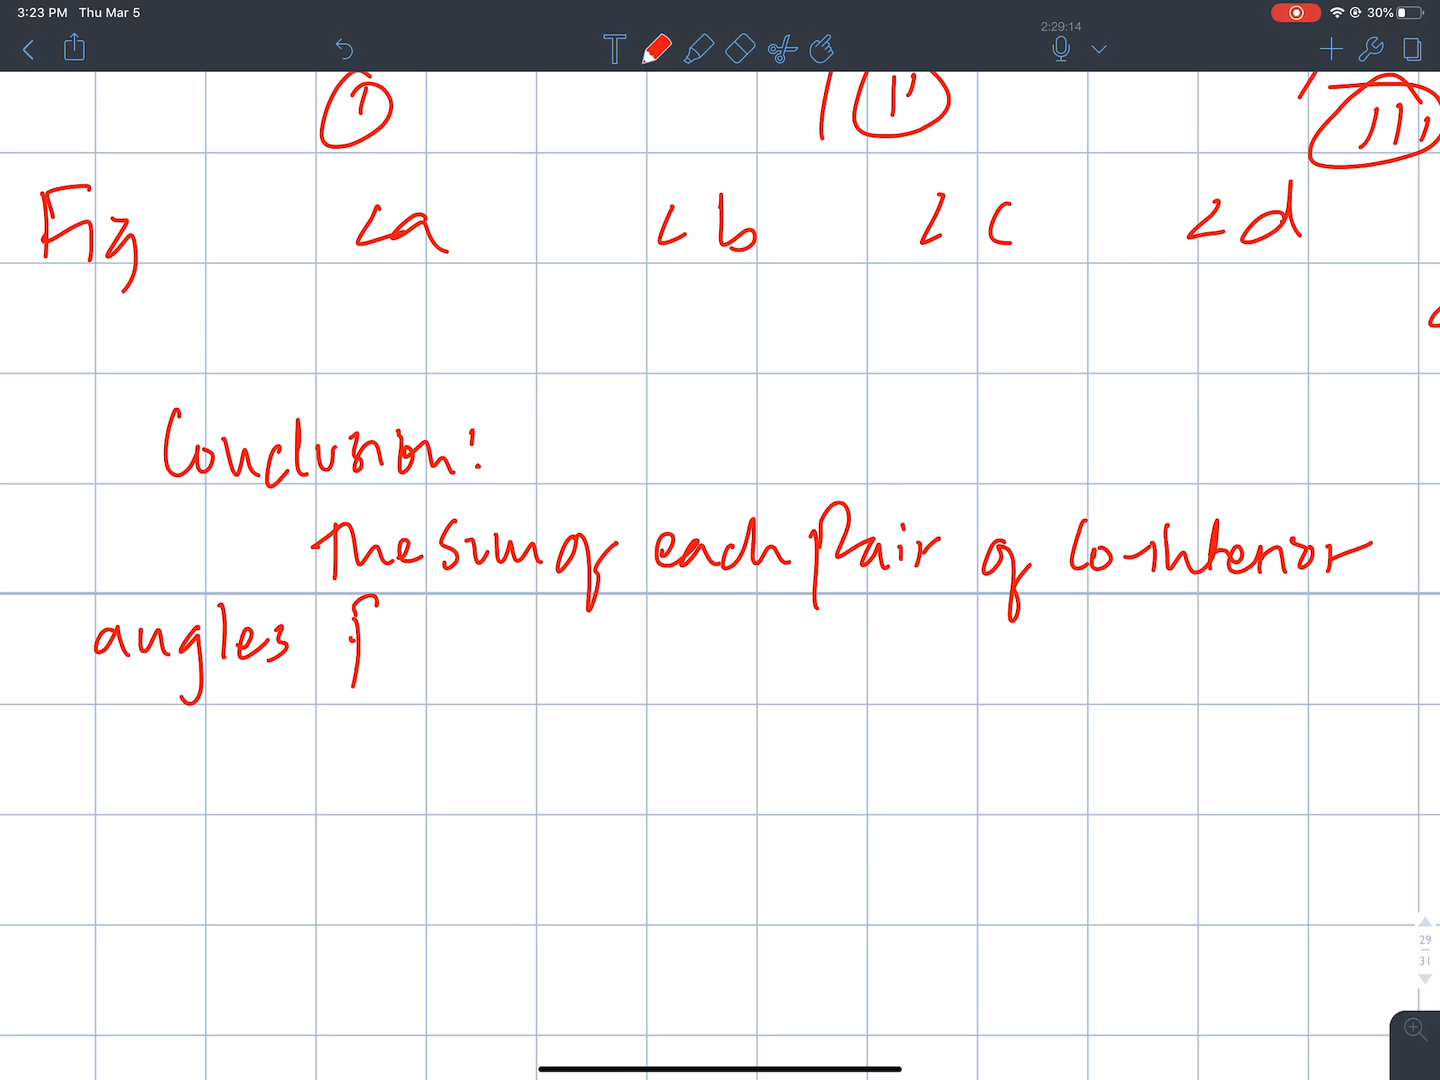 3:23 PM Thu Mar 5
30%
2:29:14
T
I II III
Fig <a <b <c <d
Conclusion:
The sum of each Pair of Co-interior
angles
29
31